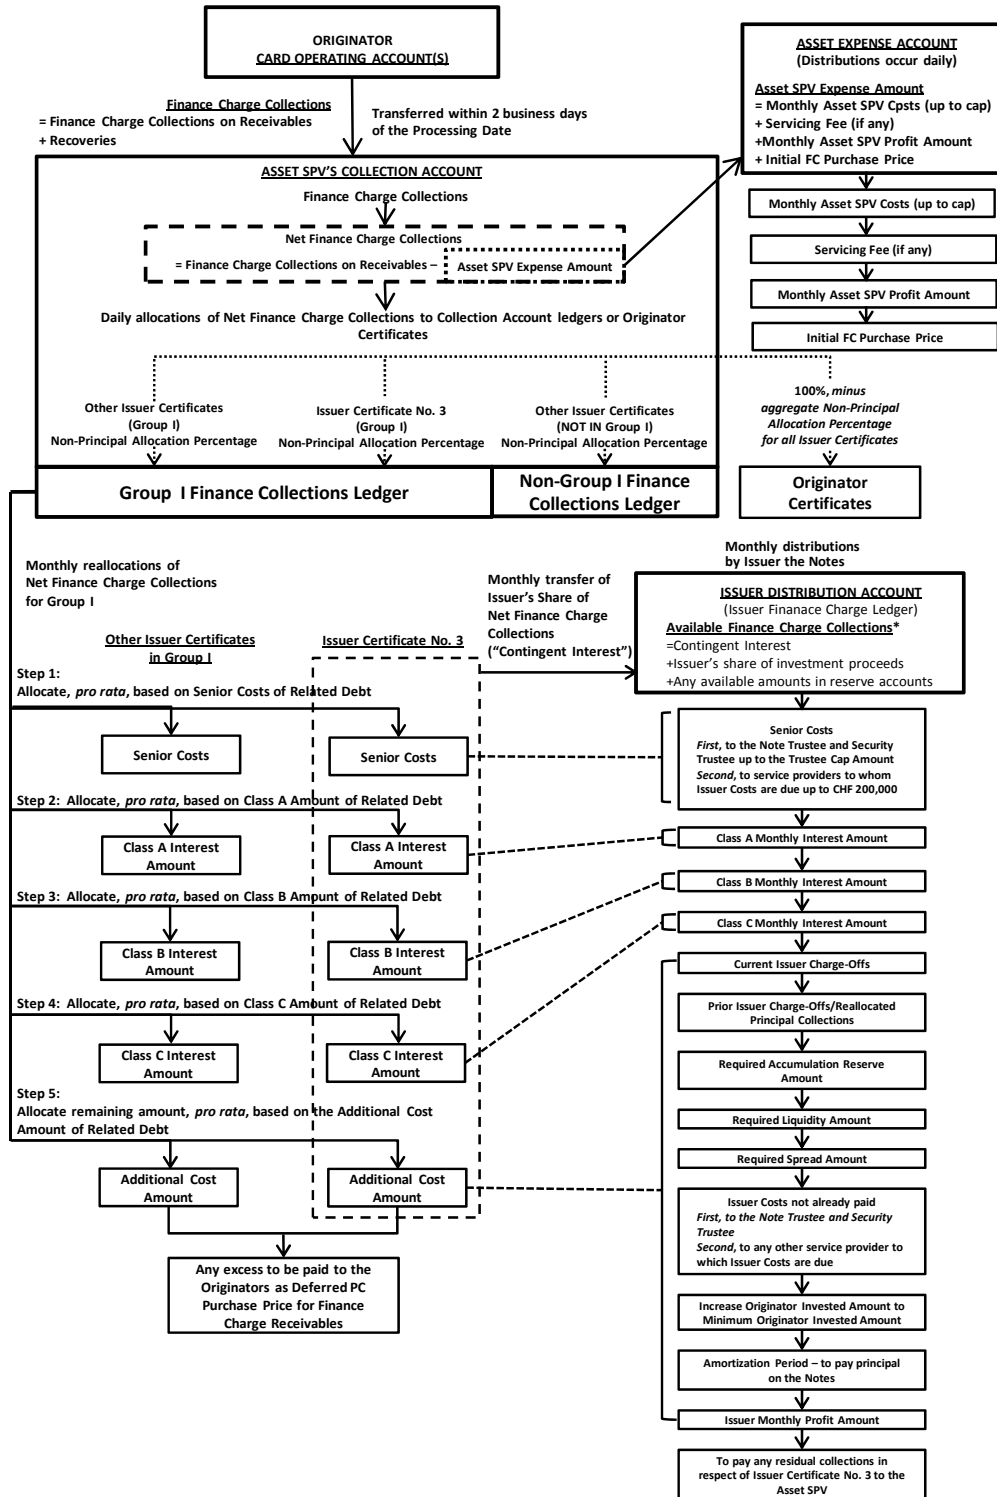 ORIGINATOR
CARD OPERATING ACCOUNT(S)
Finance Charge Collections
= Finance Charge Collections on Receivables
+ Recoveries
Transferred within 2 business days
of the Processing Date
ASSET EXPENSE ACCOUNT
(Distributions occur daily)
Asset SPV Expense Amount
= Monthly Asset SPV Cpsts (up to cap)
+ Servicing Fee (if any)
+Monthly Asset SPV Profit Amount
+ Initial FC Purchase Price
Monthly Asset SPV Costs (up to cap)
Servicing Fee (if any)
Monthly Asset SPV Profit Amount
Initial FC Purchase Price
ASSET SPV'S COLLECTION ACCOUNT
Finance Charge Collections
Net Finance Charge Collections
= Finance Charge Collections on Receivables –
Asset SPV Expense Amount
Daily allocations of Net Finance Charge Collections to Collection Account ledgers or Originator
Certificates
Other Issuer Certificates
(Group I)
Non-Principal Allocation Percentage
Issuer Certificate No. 3
(Group I)
Non-Principal Allocation Percentage
Other Issuer Certificates
(NOT IN Group I)
Non-Principal Allocation Percentage
100%, minus
aggregate Non-Principal
Allocation Percentage
for all Issuer Certificates
Group I Finance Collections Ledger
Non-Group I Finance
Collections Ledger
Originator
Certificates
Monthly reallocations of
Net Finance Charge Collections
for Group I
Monthly transfer of
Issuer's Share of
Net Finance Charge
Collections
("Contingent Interest")
Monthly distributions
by Issuer the Notes
ISSUER DISTRIBUTION ACCOUNT
(Issuer Finanace Charge Ledger)
Available Finance Charge Collections*
=Contingent Interest
+Issuer's share of investment proceeds
+Any available amounts in reserve accounts
Other Issuer Certificates
in Group I
Issuer Certificate No. 3
Step 1:
Allocate, pro rata, based on Senior Costs of Related Debt
Senior Costs
Senior Costs
Step 2: Allocate, pro rata, based on Class A Amount of Related Debt
Class A Interest
Amount
Class A Interest
Amount
Step 3: Allocate, pro rata, based on Class B Amount of Related Debt
Class B Interest
Amount
Class B Interest
Amount
Step 4: Allocate, pro rata, based on Class C Amount of Related Debt
Class C Interest
Amount
Class C Interest
Amount
Step 5:
Allocate remaining amount, pro rata, based on the Additional Cost
Amount of Related Debt
Additional Cost
Amount
Additional Cost
Amount
Any excess to be paid to the
Originators as Deferred PC
Purchase Price for Finance
Charge Receivables
Senior Costs
First, to the Note Trustee and Security
Trustee up to the Trustee Cap Amount
Second, to service providers to whom
Issuer Costs are due up to CHF 200,000
Class A Monthly Interest Amount
Class B Monthly Interest Amount
Class C Monthly Interest Amount
Current Issuer Charge-Offs
Prior Issuer Charge-Offs/Reallocated
Principal Collections
Required Accumulation Reserve
Amount
Required Liquidity Amount
Required Spread Amount
Issuer Costs not already paid
First, to the Note Trustee and Security
Trustee
Second, to any other service provider to
which Issuer Costs are due
Increase Originator Invested Amount to
Minimum Originator Invested Amount
Amortization Period – to pay principal
on the Notes
Issuer Monthly Profit Amount
To pay any residual collections in
respect of Issuer Certificate No. 3 to the
Asset SPV